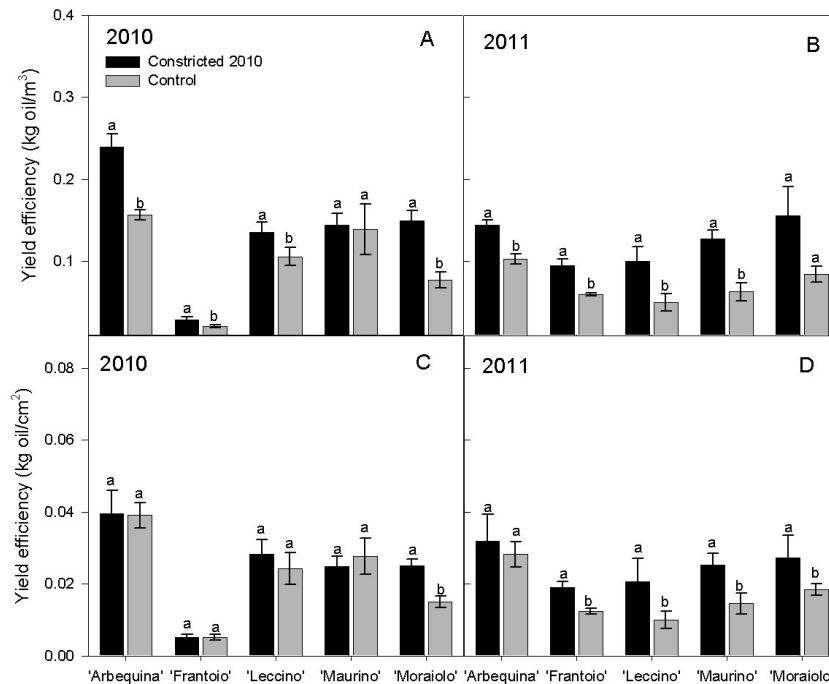 2010
A
Constricted 2010
Control
2011
B
Yield efficiency (kg oil/m³)
0.4
0.3
0.2
0.1
a
b
a
b
a
b
a
a
a
b
a
b
a
b
a
b
a
b
a
a
2010
C
2011
D
Yield efficiency (kg oil/cm²)
0.08
0.06
0.04
0.02
0.00
a
a
a
a
a
a
a
a
a
b
a
a
a
b
a
b
a
b
a
b
'Arbequina' 'Frantoio' 'Leccino' 'Maurino' 'Moraiolo' 'Arbequina' 'Frantoio' 'Leccino' 'Maurino' 'Moraiolo'